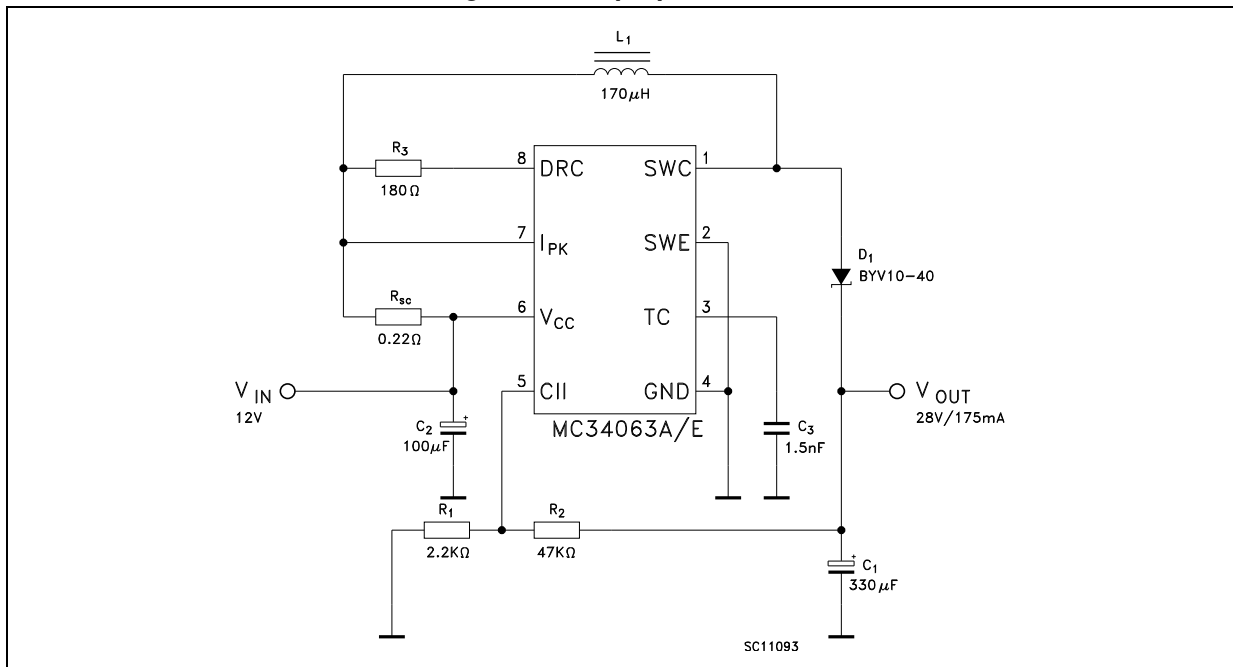 L1
170μH
R3
180Ω
8 DRC SWC 1
7 IPK SWE 2
D1
BYV10-40
Rsc
0.22Ω
6 VCC TC 3
VIN
12V
5 CII GND 4
VOUT
28V/175mA
MC34063A/E
C2
+
100μF
C3
1.5nF
R1
2.2KΩ
R2
47KΩ
+
C1
330μF
SC11093